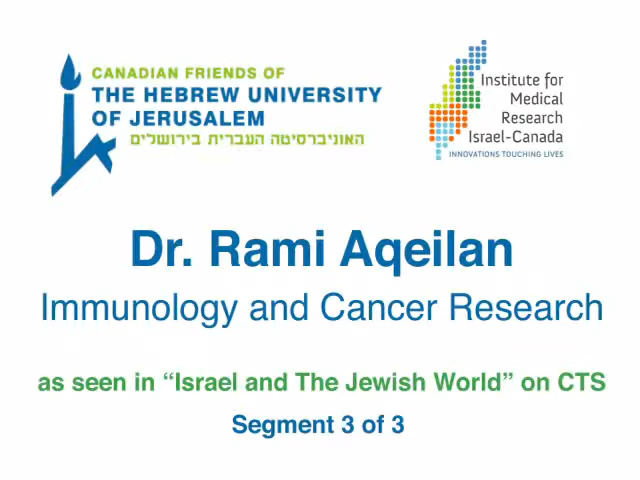 CANADIAN FRIENDS OF
THE HEBREW UNIVERSITY
OF JERUSALEM
האוניברסיטה העברית בירושלים
Institute for
Medical
Research
Israel-Canada
INNOVATIONS TOUCHING LIVES
Dr. Rami Aqeilan
Immunology and Cancer Research
as seen in “Israel and The Jewish World” on CTS
Segment 3 of 3